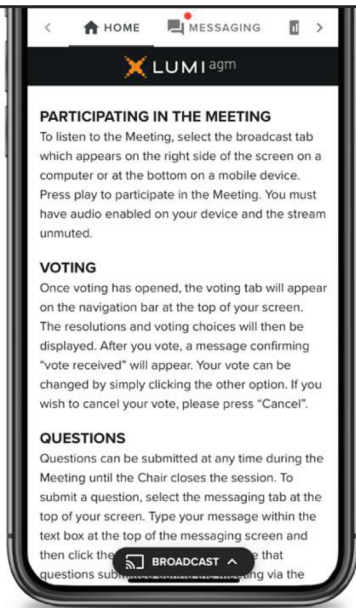 HOME MESSAGING
LUMI agm
PARTICIPATING IN THE MEETING
To listen to the Meeting, select the broadcast tab
which appears on the right side of the screen on a
computer or at the bottom on a mobile device.
Press play to participate in the Meeting. You must
have audio enabled on your device and the stream
unmuted.
VOTING
Once voting has opened, the voting tab will appear
on the navigation bar at the top of your screen.
The resolutions and voting choices will then be
displayed. After you vote, a message confirming
“vote received” will appear. Your vote can be
changed by simply clicking the other option. If you
wish to cancel your vote, please press “Cancel”.
QUESTIONS
Questions can be submitted at any time during the
Meeting until the Chair closes the session. To
submit a question, select the messaging tab at the
top of your screen. Type your message within the
text box at the top of the messaging screen and
then click the that
BROADCAST
questions via the